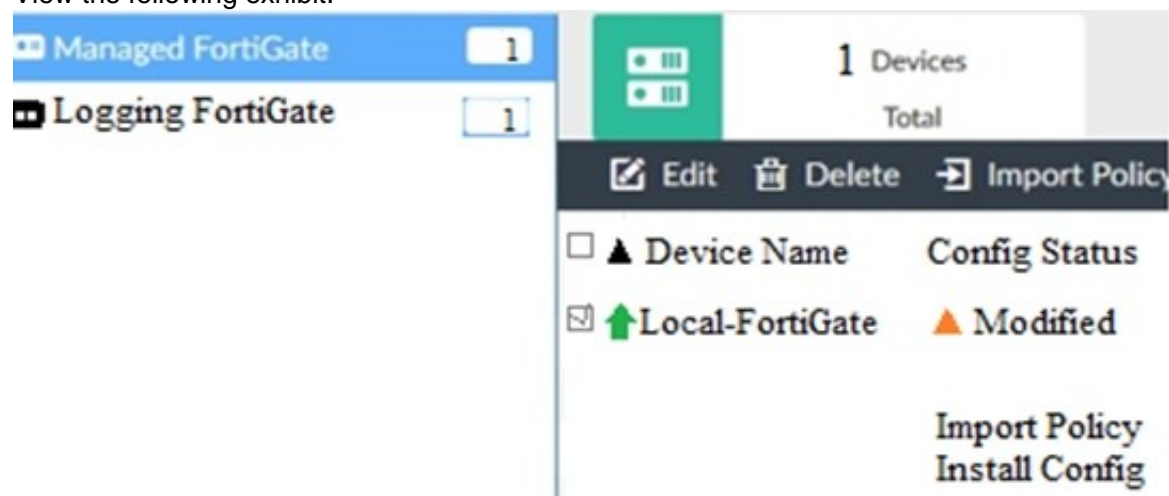 View the following exhibit.
Managed FortiGate 1
Logging FortiGate 1
1 Devices
Total
Edit Delete Import Policy
Device Name Config Status
Local-FortiGate Modified
Import Policy
Install Config